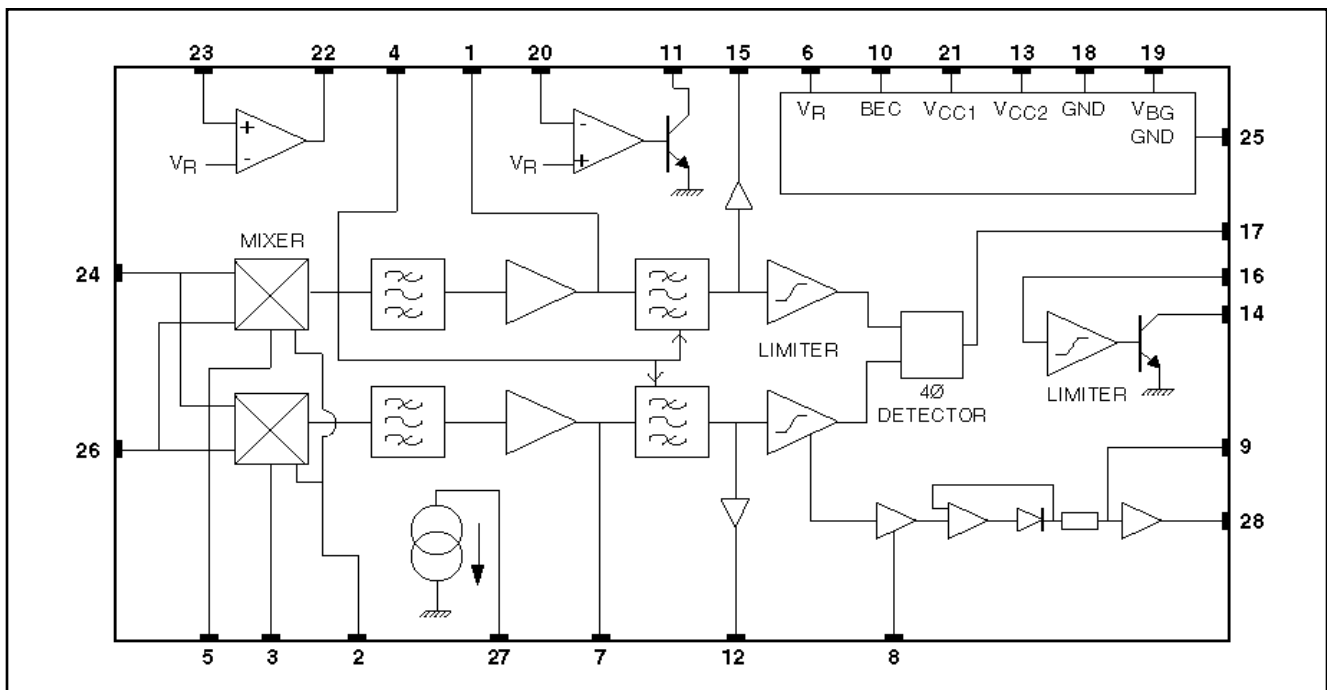 23 22 4 1 20 11 15 6 10 21 13 18 19
VR BEC VCC1 VCC2 GND VBG
GND
25
+
-
VR
-
+
VR
17
MIXER
24
16
14
LIMITER
4Ø
DETECTOR
LIMITER
26
9
28
5 3 2 27 7 12 8